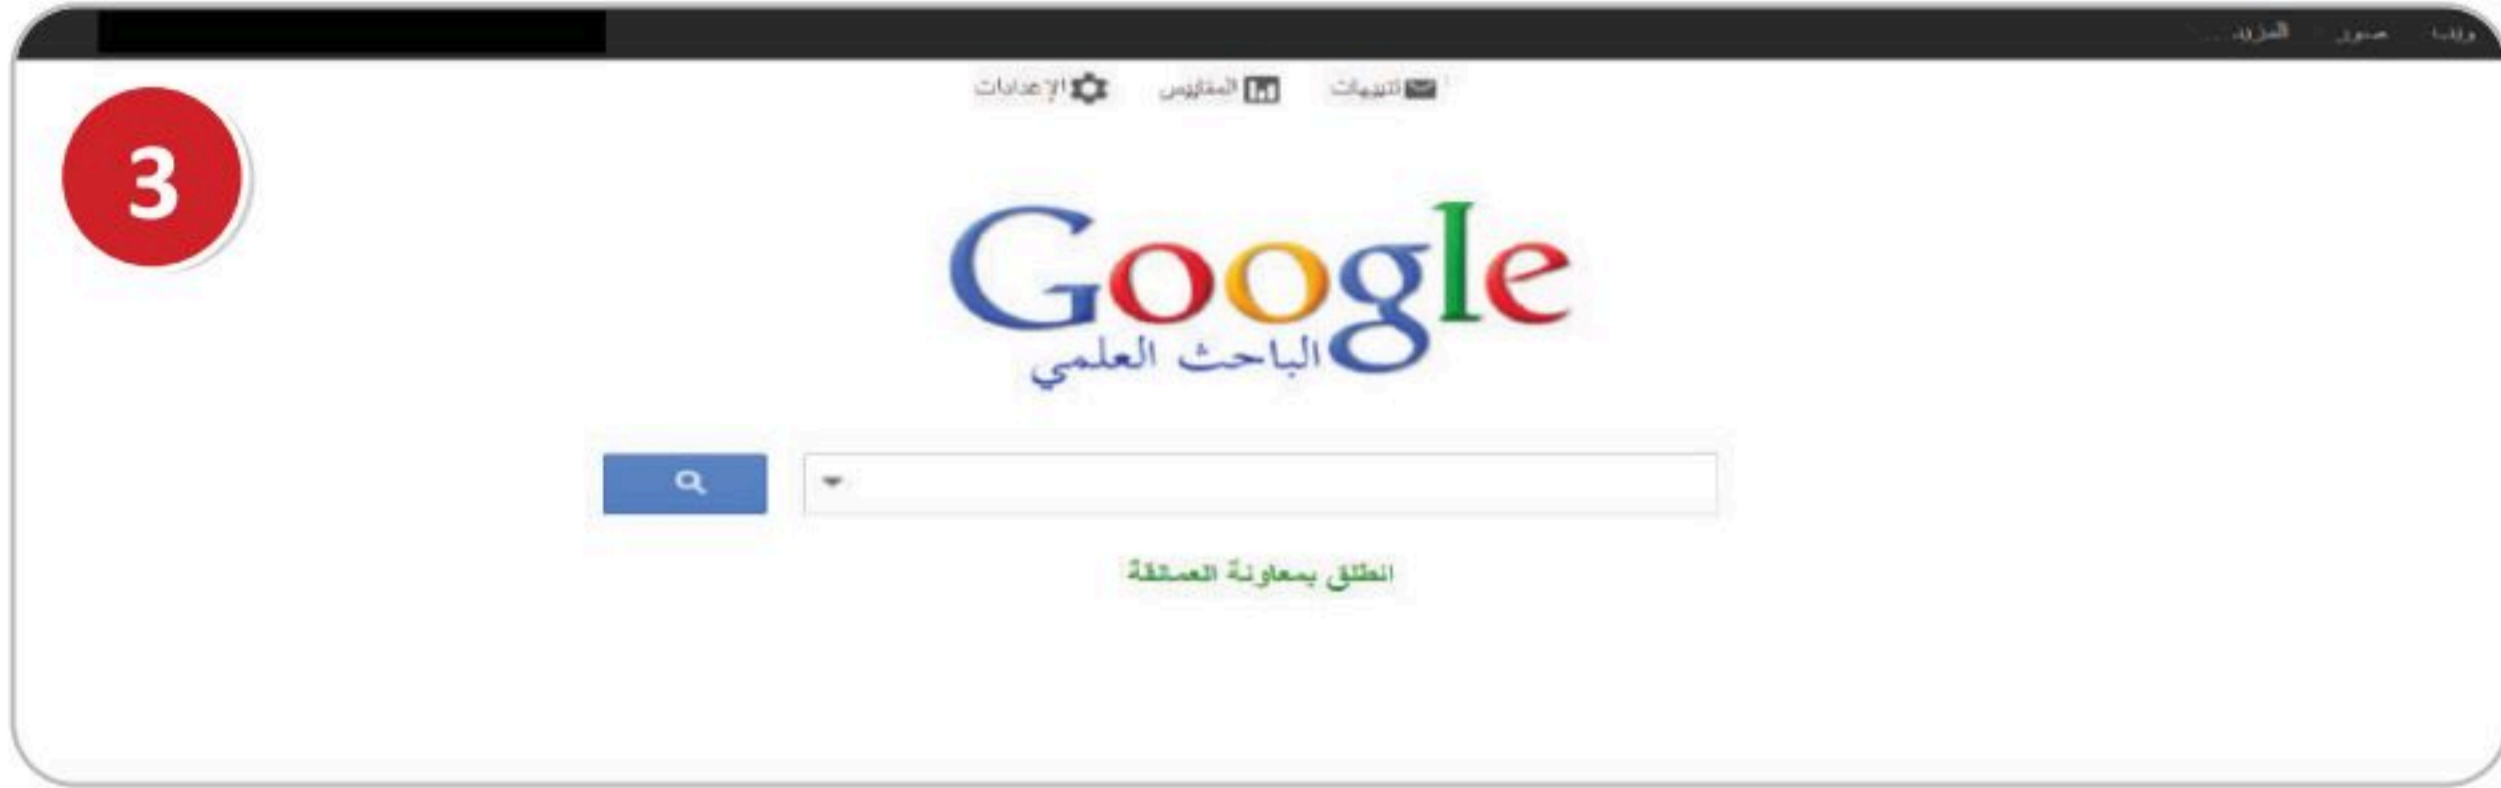 ويب صور المزيد...
تنبيهات المقاييس الإعدادات
3
Google
الباحث العلمي
انطلق بمعاونة العمالقة